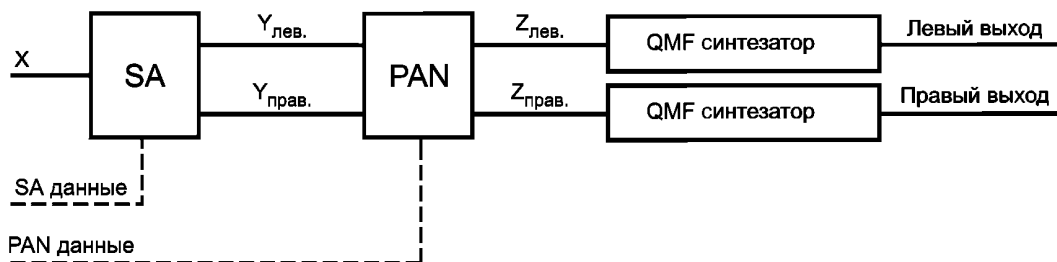 X
SA
Yлев.
Yправ.
PAN
Zлев.
Zправ.
QMF синтезатор
QMF синтезатор
Левый выход
Правый выход
SA данные
PAN данные